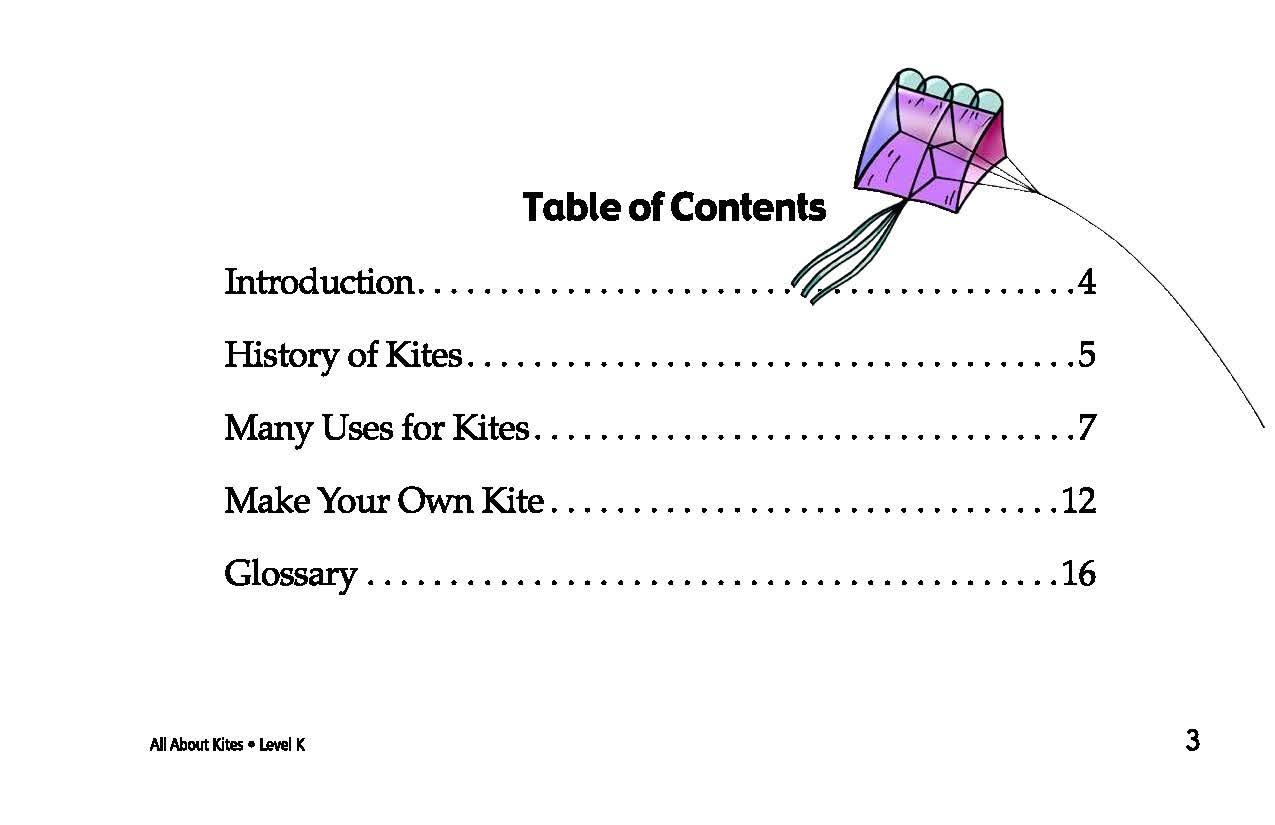 Table of Contents
Introduction. . . . . . . . . . . . . . . . . . . . . . . . . . . . . . . . . . . . . . . .4
History of Kites. . . . . . . . . . . . . . . . . . . . . . . . . . . . . . . . . . . . .5
Many Uses for Kites. . . . . . . . . . . . . . . . . . . . . . . . . . . . . . . . .7
Make Your Own Kite . . . . . . . . . . . . . . . . . . . . . . . . . . . . . . .12
Glossary . . . . . . . . . . . . . . . . . . . . . . . . . . . . . . . . . . . . . . . . . .16
All About Kites • Level K
3